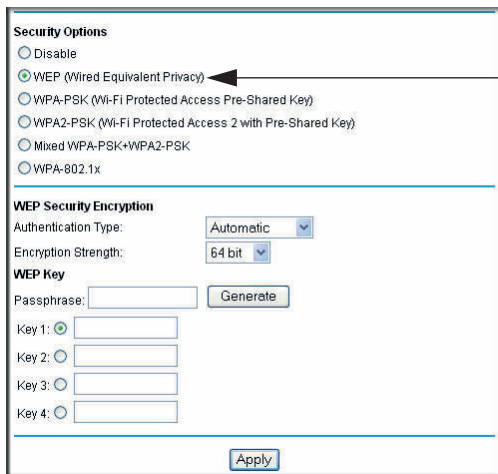 Security Options
Disable
WEP (Wired Equivalent Privacy)
WPA-PSK (Wi-Fi Protected Access Pre-Shared Key)
WPA2-PSK (Wi-Fi Protected Access 2 with Pre-Shared Key)
Mixed WPA-PSK+WPA2-PSK
WPA-802.1x
WEP Security Encryption
Authentication Type: Automatic
Encryption Strength: 64 bit
WEP Key
Passphrase: Generate
Key 1:
Key 2:
Key 3:
Key 4:
Apply